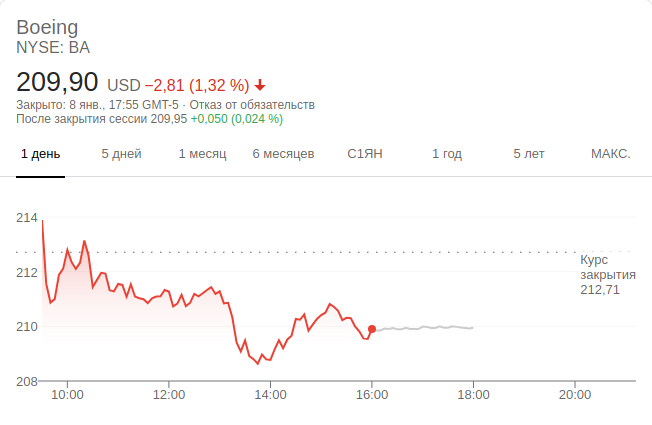 Boeing
NYSE: BA
209,90 USD −2,81 (1,32 %)
Закрыто: 8 янв., 17:55 GMT-5 · Отказ от обязательств
После закрытия сессии 209,95 +0,050 (0,024 %)
1 день 5 дней 1 месяц 6 месяцев С1ЯН 1 год 5 лет МАКС.
214
Курс
закрытия
212,71
212
210
208
10:00 12:00 14:00 16:00 18:00 20:00